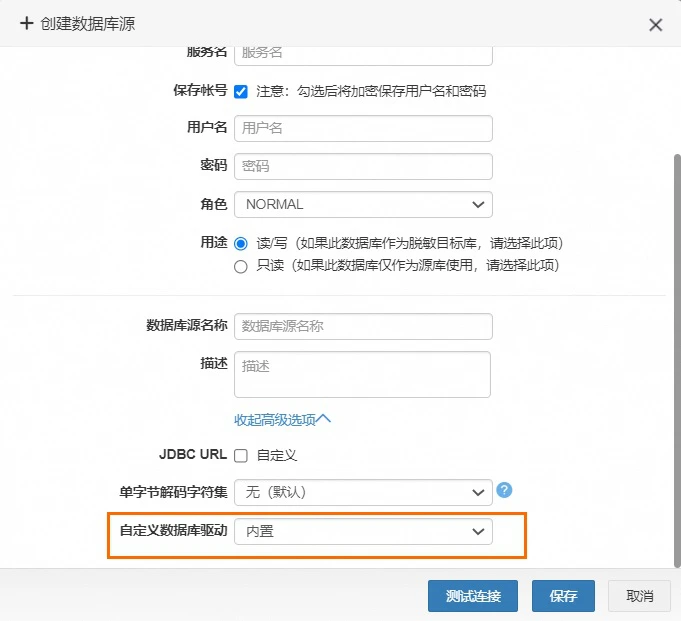 + 创建数据库源 ×
服务名 服务名
保存帐号 注意：勾选后将加密保存用户名和密码
用户名 用户名
密码 密码
角色 NORMAL
用途 读/写（如果此数据库作为脱敏目标库，请选择此项）
只读（如果此数据库仅作为源库使用，请选择此项）
数据库源名称 数据库源名称
描述 描述
收起高级选项
JDBC URL 自定义
单字节解码字符集 无（默认） ?
自定义数据库驱动 内置
测试连接 保存 取消